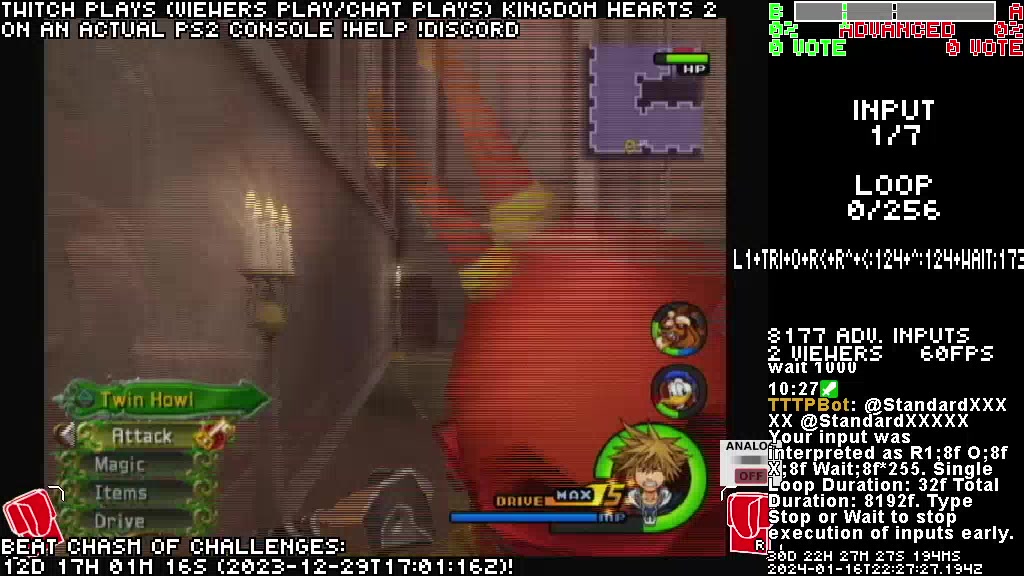 TWITCH PLAYS (VIEWERS PLAY/CHAT PLAYS) KINGDOM HEARTS 2
ON AN ACTUAL PS2 CONSOLE !HELP !DISCORD
B A
0% ADVANCED 0%
0 VOTE 0 VOTE
HP
INPUT
1/7
LOOP
0/256
L1+TRI+O+R<+R^+<:124+^:124+WAIT:173
8177 ADV. INPUTS
2 VIEWERS 60FPS
wait 1000
10:27
TTTPBot: @StandardXXX
XX @StandardXXXXX
Your input was
interpreted as R1;8f O;8f
X;8f Wait;8f*255. Single
Loop Duration: 32f Total
Duration: 8192f. Type
Stop or Wait to stop
execution of inputs early.
Twin Howl
Attack
Magic
Items
Drive
DRIVE MAX 5
MP
ANALOG
OFF
R
BEAT CHASM OF CHALLENGES:
12D 17H 01M 16S (2023-12-29T17:01:16Z)!
30D 22H 27M 27S 194MS
2024-01-16T22:27:27.194Z